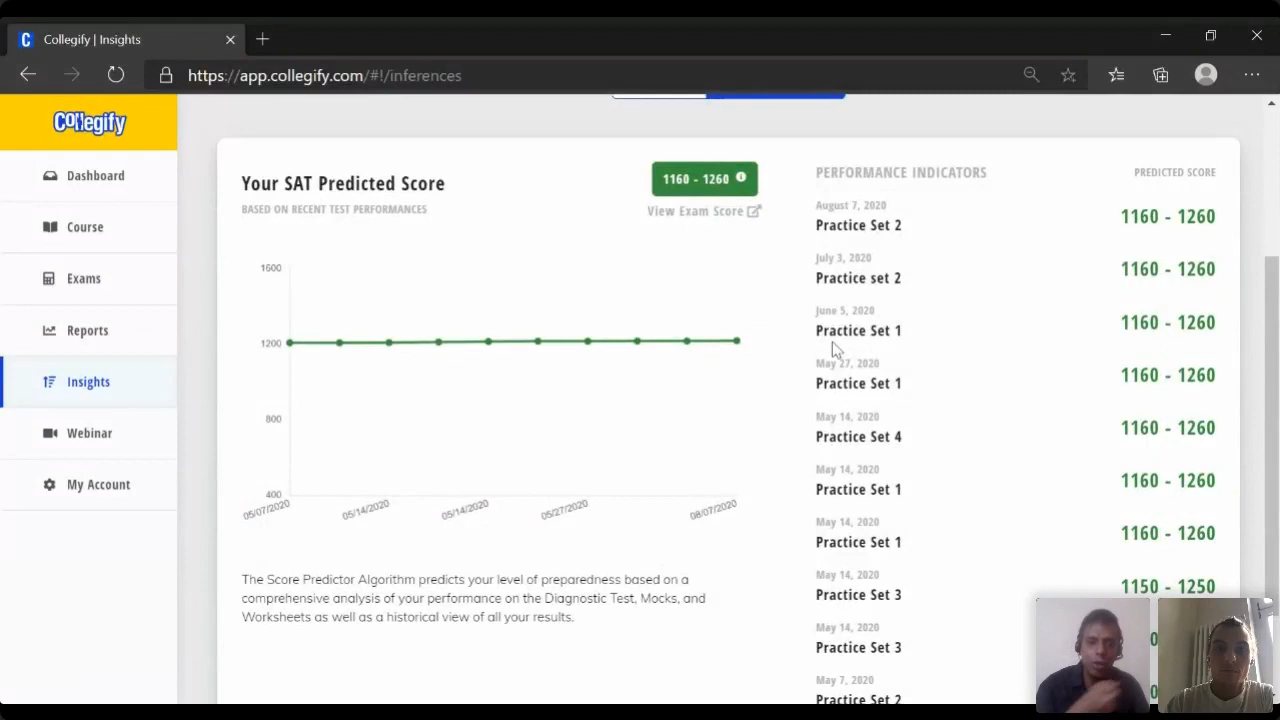 Collegify | Insights
https://app.collegify.com/#!/inferences
Collegify
Dashboard
Course
Exams
Reports
Insights
Webinar
My Account
Your SAT Predicted Score
BASED ON RECENT TEST PERFORMANCES
1160 - 1260
View Exam Score
1600
1200
800
400
05/07/2020
05/14/2020
05/14/2020
05/27/2020
08/07/2020
The Score Predictor Algorithm predicts your level of preparedness based on a
comprehensive analysis of your performance on the Diagnostic Test, Mocks, and
Worksheets as well as a historical view of all your results.
PERFORMANCE INDICATORS
PREDICTED SCORE
August 7, 2020
Practice Set 2
1160 - 1260
July 3, 2020
Practice set 2
1160 - 1260
June 5, 2020
Practice Set 1
1160 - 1260
May 27, 2020
Practice Set 1
1160 - 1260
May 14, 2020
Practice Set 4
1160 - 1260
May 14, 2020
Practice Set 1
1160 - 1260
May 14, 2020
Practice Set 1
1160 - 1260
May 14, 2020
Practice Set 3
1150 - 1250
May 14, 2020
Practice Set 3
May 7, 2020
Practice Set 2